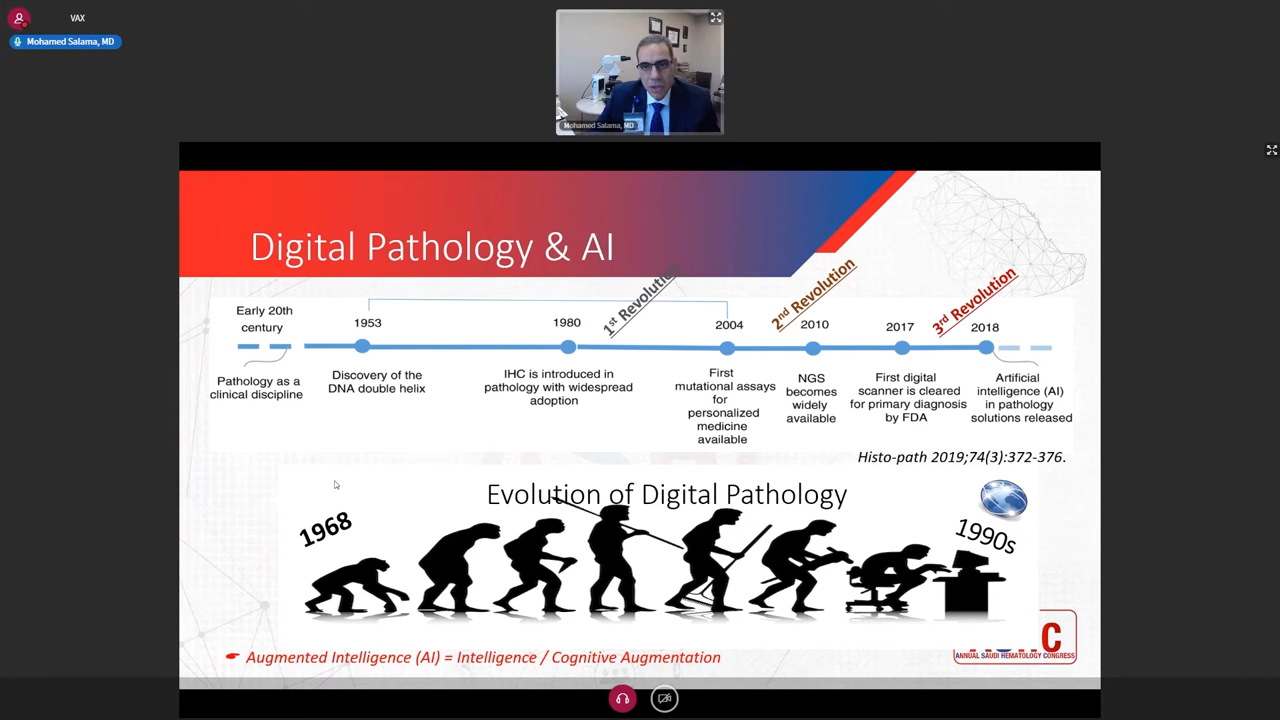 VAX
Mohamed Salama, MD
Mohamed Salama, MD
Digital Pathology & AI
1st Revolution
2nd Revolution
3rd Revolution
Early 20th
century
1953
1980
2004
2010
2017
2018
Pathology as a
clinical discipline
Discovery of the
DNA double helix
IHC is introduced in
pathology with widespread
adoption
First
mutational assays
for
personalized
medicine
available
NGS
becomes
widely
available
First digital
scanner is cleared
for primary diagnosis
by FDA
Artificial
intelligence (AI)
in pathology
solutions released
Histo-path 2019;74(3):372-376.
Evolution of Digital Pathology
1968
1990s
Augmented Intelligence (AI) = Intelligence / Cognitive Augmentation
C
ANNUAL SAUDI HEMATOLOGY CONGRESS